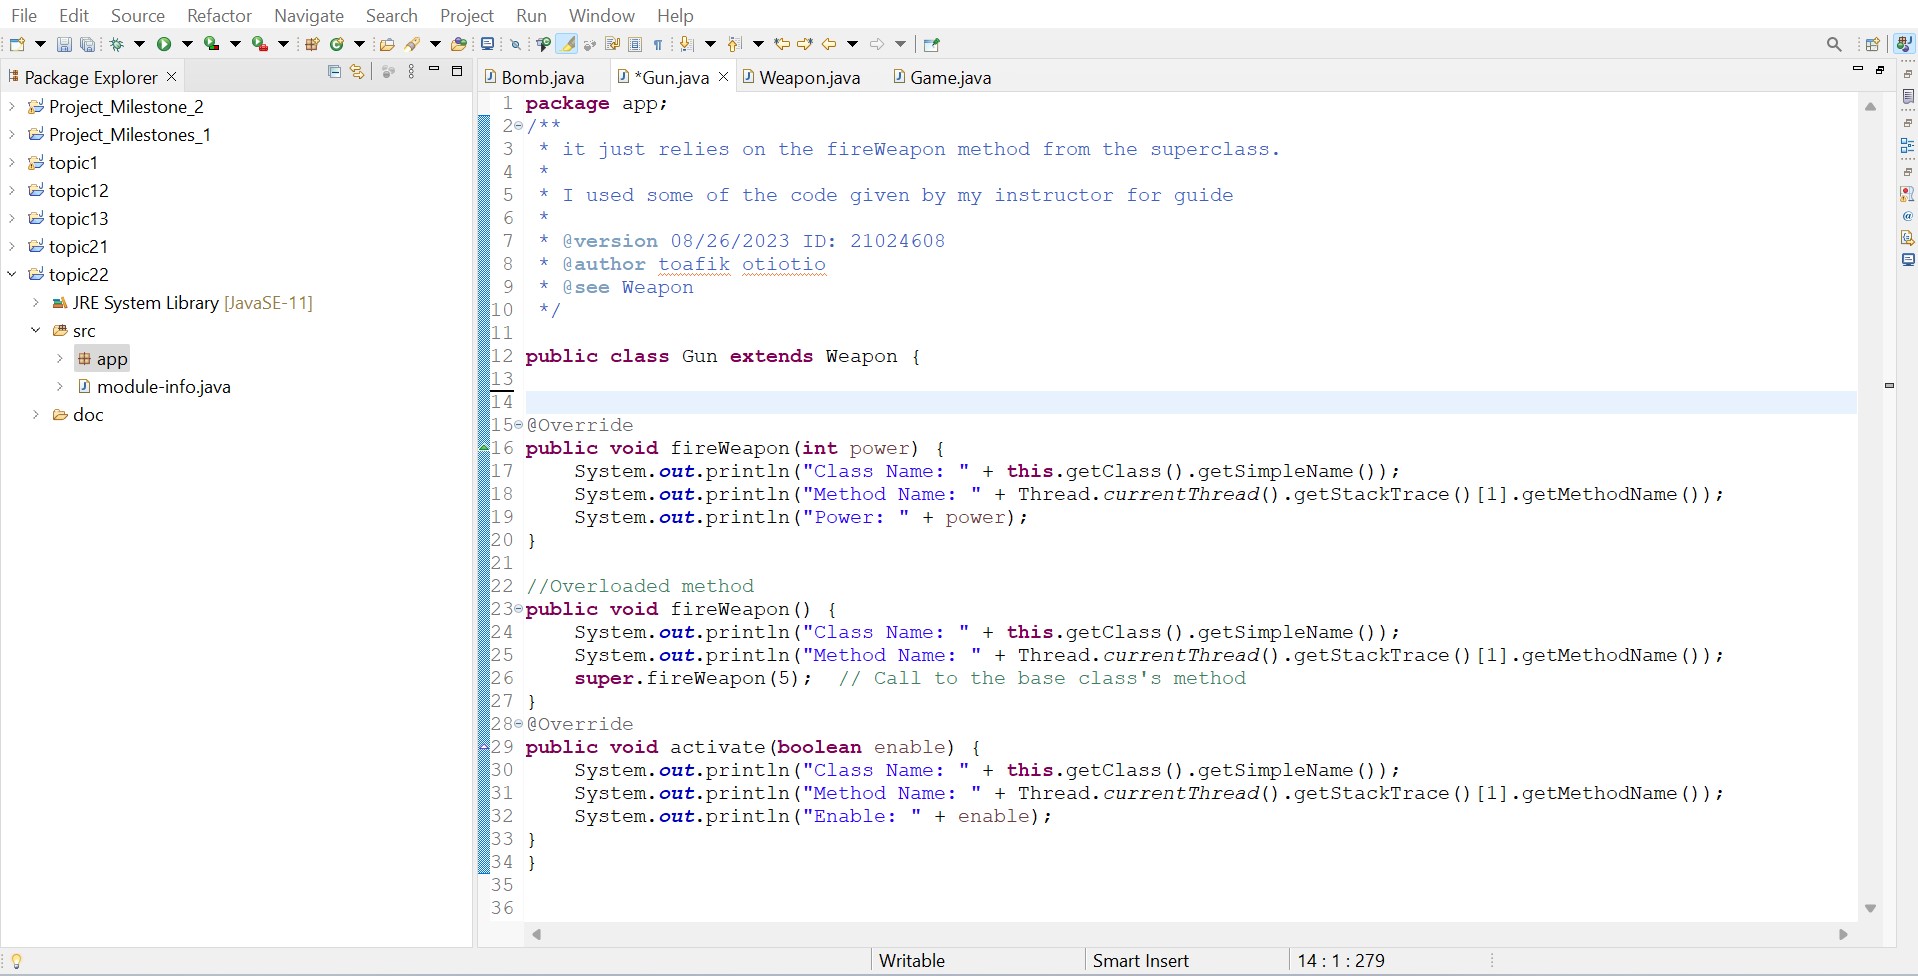 File Edit Source Refactor Navigate Search Project Run Window Help
Package Explorer
Project_Milestone_2
Project_Milestones_1
topic1
topic12
topic13
topic21
topic22
JRE System Library [JavaSE-11]
src
app
module-info.java
doc
Bomb.java *Gun.java Weapon.java Game.java
1 package app;
2 /**
3  * it just relies on the fireWeapon method from the superclass.
4  *
5  * I used some of the code given by my instructor for guide
6  *
7  * @version 08/26/2023 ID: 21024608
8  * @author toafik otiotio
9  * @see Weapon
10  */
11
12 public class Gun extends Weapon {
13
14
15 @Override
16 public void fireWeapon(int power) {
17     System.out.println("Class Name: " + this.getClass().getSimpleName());
18     System.out.println("Method Name: " + Thread.currentThread().getStackTrace()[1].getMethodName());
19     System.out.println("Power: " + power);
20 }
21
22 //Overloaded method
23 public void fireWeapon() {
24     System.out.println("Class Name: " + this.getClass().getSimpleName());
25     System.out.println("Method Name: " + Thread.currentThread().getStackTrace()[1].getMethodName());
26     super.fireWeapon(5);  // Call to the base class's method
27 }
28 @Override
29 public void activate(boolean enable) {
30     System.out.println("Class Name: " + this.getClass().getSimpleName());
31     System.out.println("Method Name: " + Thread.currentThread().getStackTrace()[1].getMethodName());
32     System.out.println("Enable: " + enable);
33 }
34 }
35
36
Writable Smart Insert 14 : 1 : 279